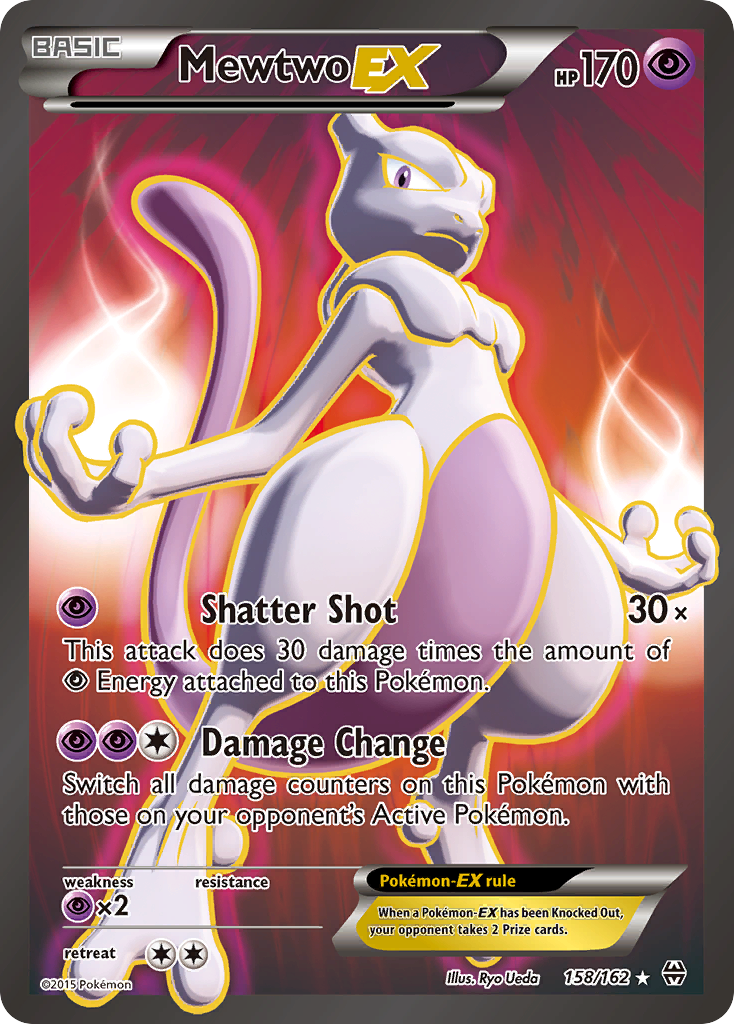 BASIC
Mewtwo EX
HP 170
Shatter Shot 30×
This attack does 30 damage times the amount of
Energy attached to this Pokémon.
Damage Change
Switch all damage counters on this Pokémon with
those on your opponent's Active Pokémon.
weakness resistance
×2
Pokémon-EX rule
When a Pokémon-EX has been Knocked Out,
your opponent takes 2 Prize cards.
retreat
©2015 Pokémon
Illus. Ryo Ueda 158/162 ★